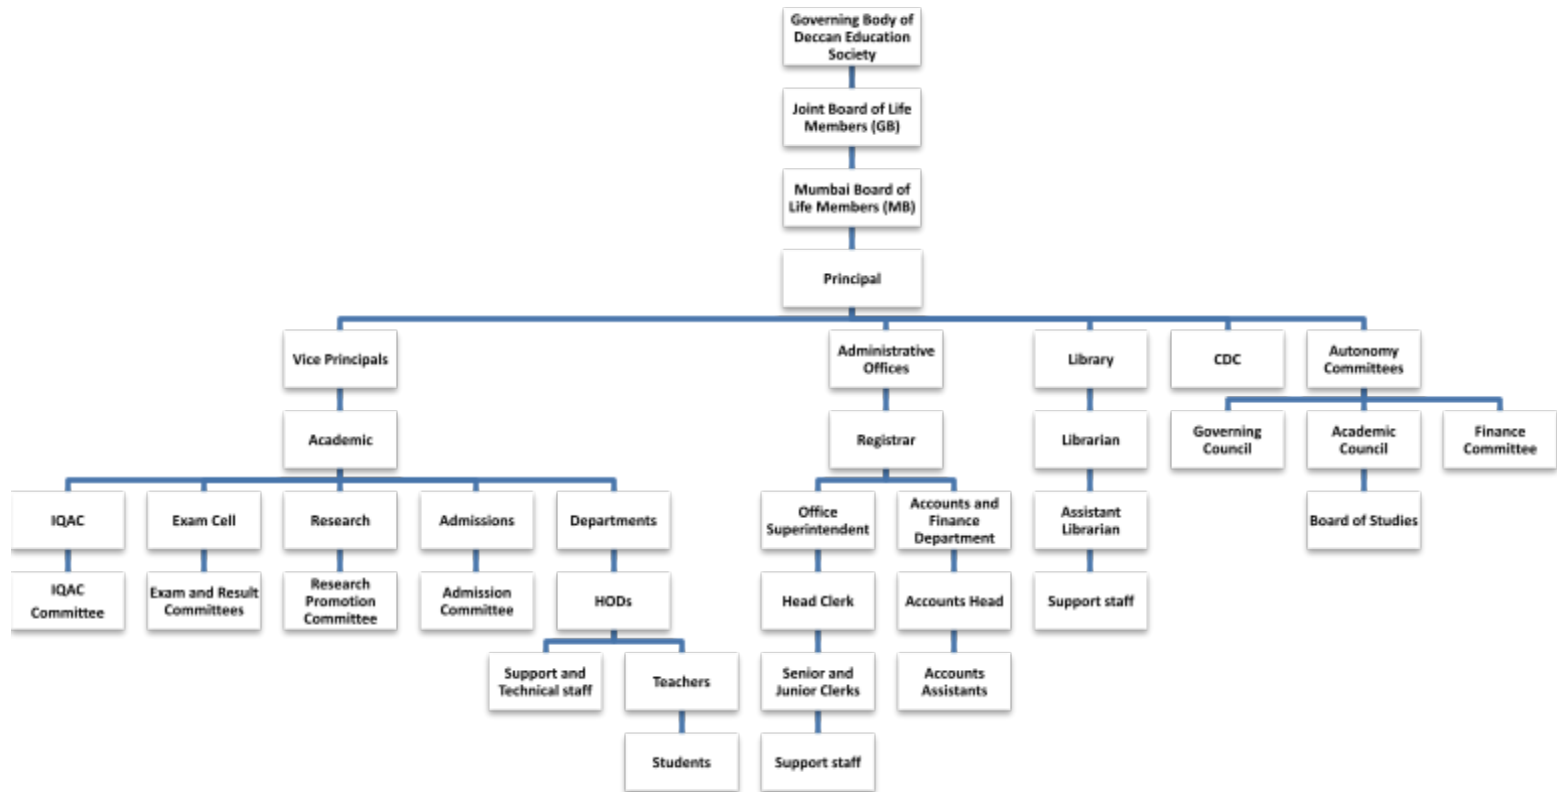 Governing Body of
Deccan Education
Society
Joint Board of Life
Members (GB)
Mumbai Board of
Life Members (MB)
Principal
Vice Principals
Administrative
Offices
Library
CDC
Autonomy
Committees
Academic
Registrar
Librarian
Governing
Council
Academic
Council
Finance
Committee
IQAC
Exam Cell
Research
Admissions
Departments
Office
Superintendent
Accounts and
Finance
Department
Assistant
Librarian
Board of Studies
IQAC
Committee
Exam and Result
Committees
Research
Promotion
Committee
Admission
Committee
HODs
Head Clerk
Accounts Head
Support staff
Support and
Technical staff
Teachers
Senior and
Junior Clerks
Accounts
Assistants
Students
Support staff